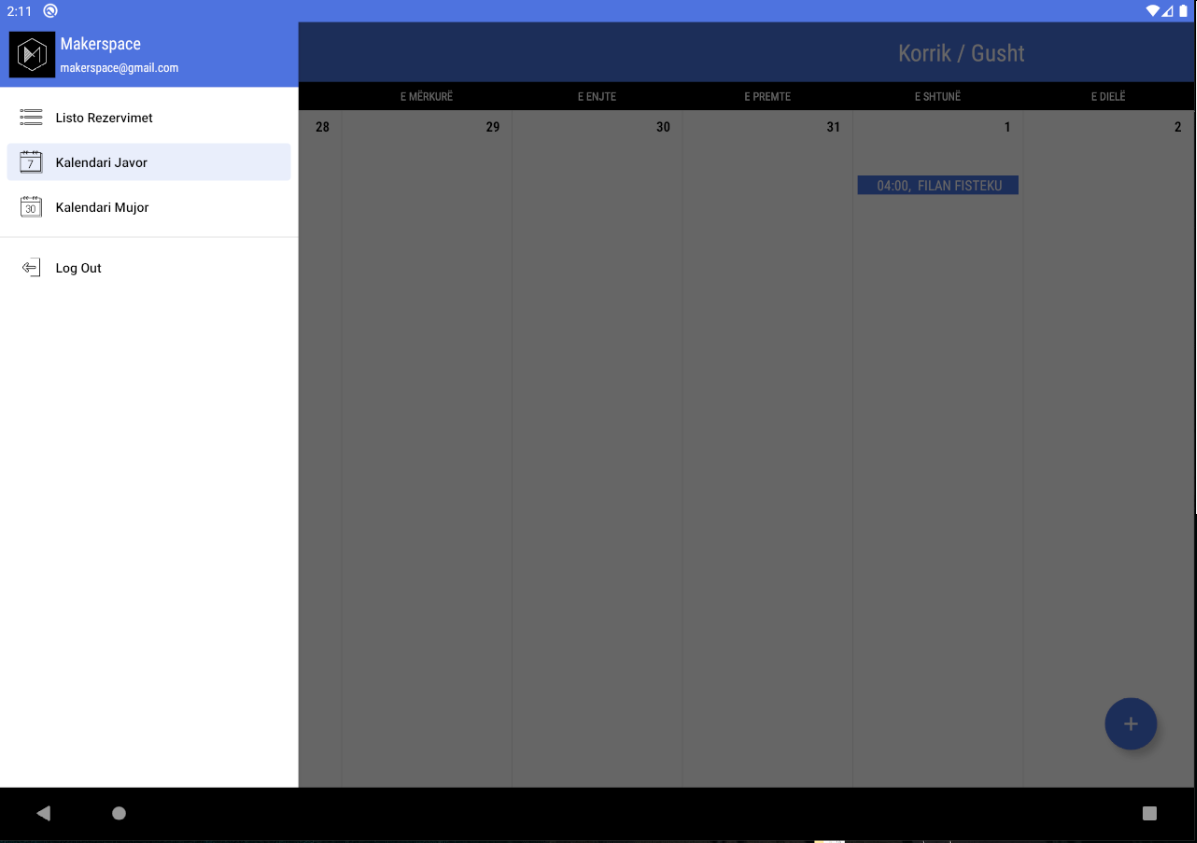 2:11
Makerspace
makerspace@gmail.com
Listo Rezervimet
7
Kalendari Javor
30
Kalendari Mujor
Log Out
Korrik / Gusht
E MËRKURË E ENJTE E PREMTE E SHTUNË E DIELË
28 29 30 31 1 2
04:00, FILAN FISTEKU
+